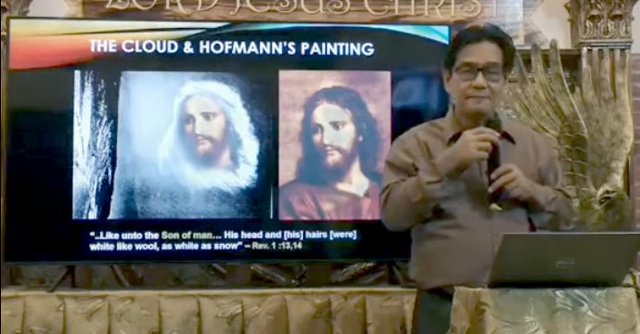 LORD JESUS CHRIST
THE CLOUD & HOFMANN'S PAINTING
"..Like unto the Son of man... His head and [his] hairs [were]
white like wool, as white as snow" – Rev. 1 :13,14
DELL